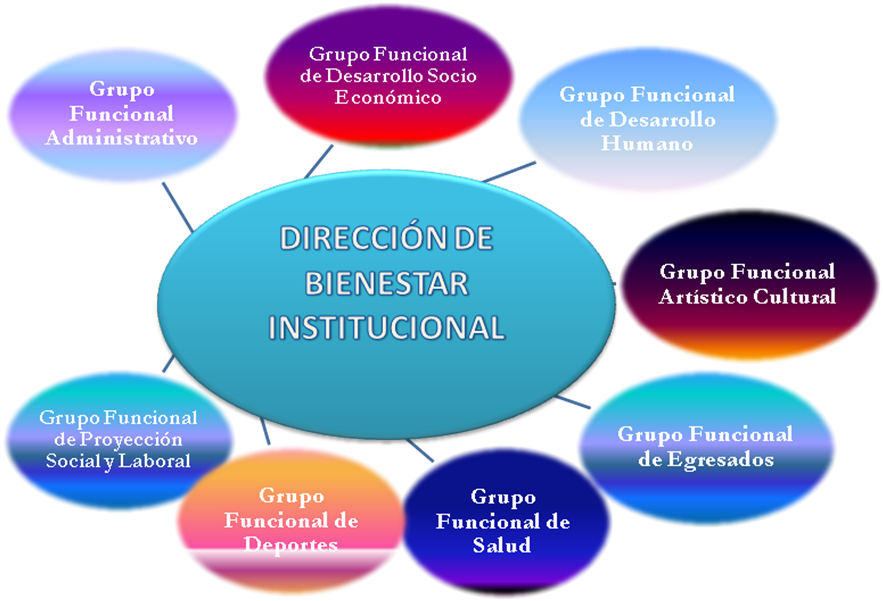 Grupo Funcional
de Desarrollo Socio
Económico
Grupo
Funcional
Administrativo
Grupo Funcional
de Desarrollo
Humano
DIRECCIÓN DE
BIENESTAR
INSTITUCIONAL
Grupo Funcional
Artístico Cultural
Grupo Funcional
de Proyección
Social y Laboral
Grupo Funcional
de Egresados
Grupo
Funcional de
Deportes
Grupo
Funcional de
Salud